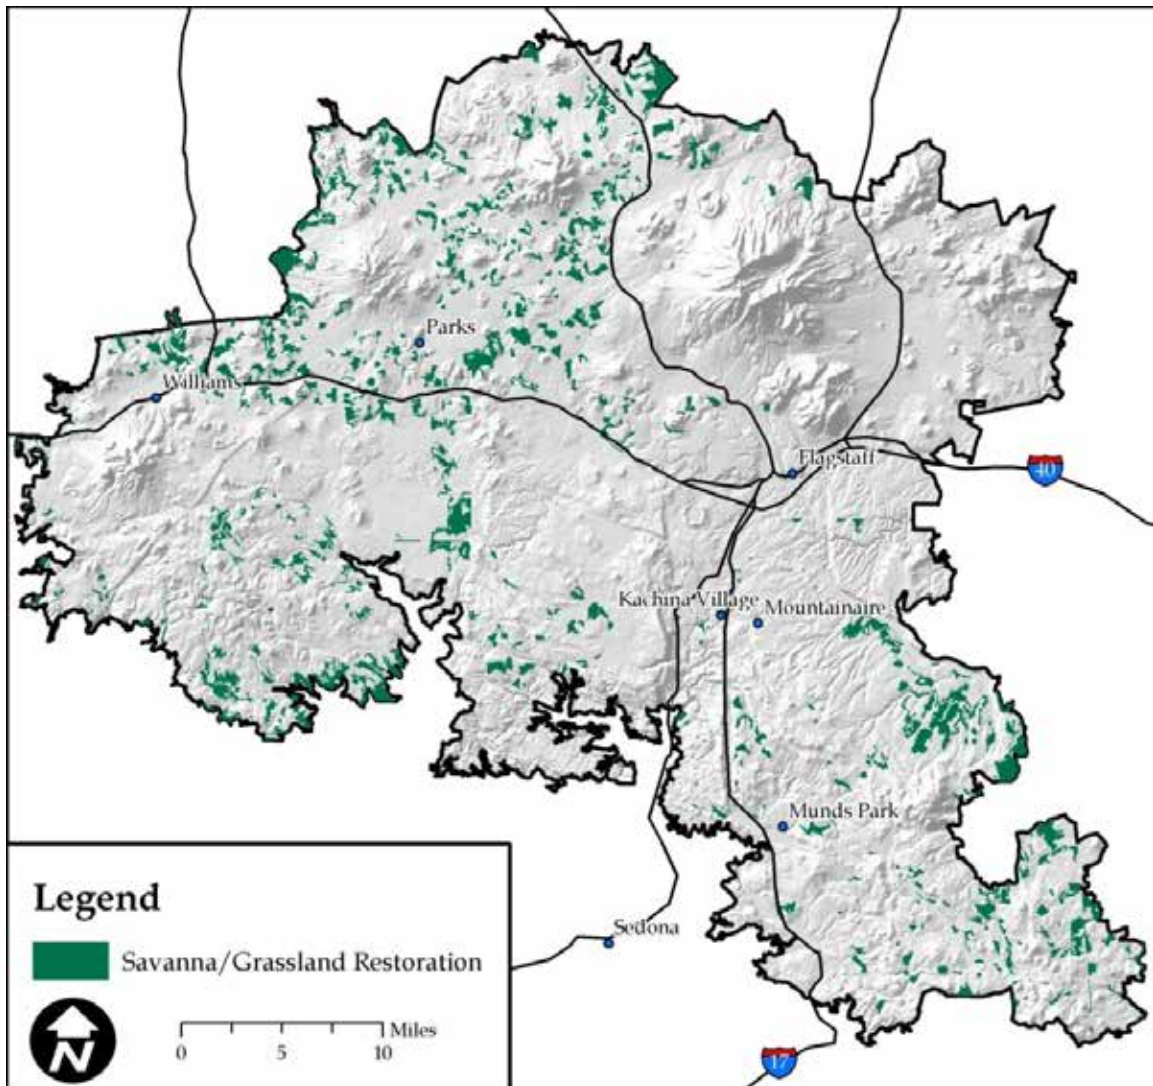 Parks
Williams
Flagstaff
40
Kachina Village
Mountainaire
Munds Park
Sedona
17
Legend
Savanna/Grassland Restoration
N
Miles
0 5 10